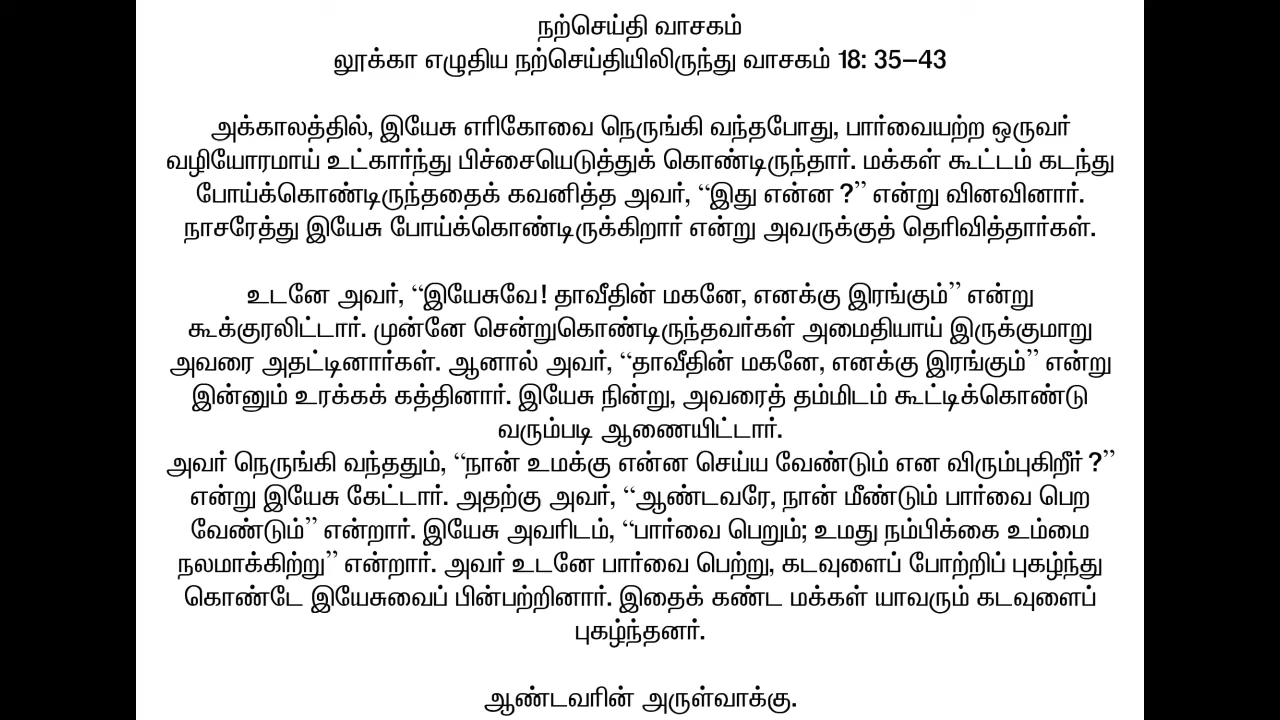 நற்செய்தி வாசகம்
லூக்கா எழுதிய நற்செய்தியிலிருந்து வாசகம் 18: 35–43
அக்காலத்தில், இயேசு எரிகோவை நெருங்கி வந்தபோது, பார்வையற்ற ஒருவர்
வழியோரமாய் உட்கார்ந்து பிச்சையெடுத்துக் கொண்டிருந்தார். மக்கள் கூட்டம் கடந்து
போய்க்கொண்டிருந்ததைக் கவனித்த அவர், “இது என்ன ?” என்று வினவினார்.
நாசரேத்து இயேசு போய்க்கொண்டிருக்கிறார் என்று அவருக்குத் தெரிவித்தார்கள்.
உடனே அவர், “இயேசுவே! தாவீதின் மகனே, எனக்கு இரங்கும்” என்று
கூக்குரலிட்டார். முன்னே சென்றுகொண்டிருந்தவர்கள் அமைதியாய் இருக்குமாறு
அவரை அதட்டினார்கள். ஆனால் அவர், “தாவீதின் மகனே, எனக்கு இரங்கும்” என்று
இன்னும் உரக்கக் கத்தினார். இயேசு நின்று, அவரைத் தம்மிடம் கூட்டிக்கொண்டு
வரும்படி ஆணையிட்டார்.
அவர் நெருங்கி வந்ததும், “நான் உமக்கு என்ன செய்ய வேண்டும் என விரும்புகிறீர் ?”
என்று இயேசு கேட்டார். அதற்கு அவர், “ஆண்டவரே, நான் மீண்டும் பார்வை பெற
வேண்டும்” என்றார். இயேசு அவரிடம், “பார்வை பெறும்; உமது நம்பிக்கை உம்மை
நலமாக்கிற்று” என்றார். அவர் உடனே பார்வை பெற்று, கடவுளைப் போற்றிப் புகழ்ந்து
கொண்டே இயேசுவைப் பின்பற்றினார். இதைக் கண்ட மக்கள் யாவரும் கடவுளைப்
புகழ்ந்தனர்.
ஆண்டவரின் அருள்வாக்கு.